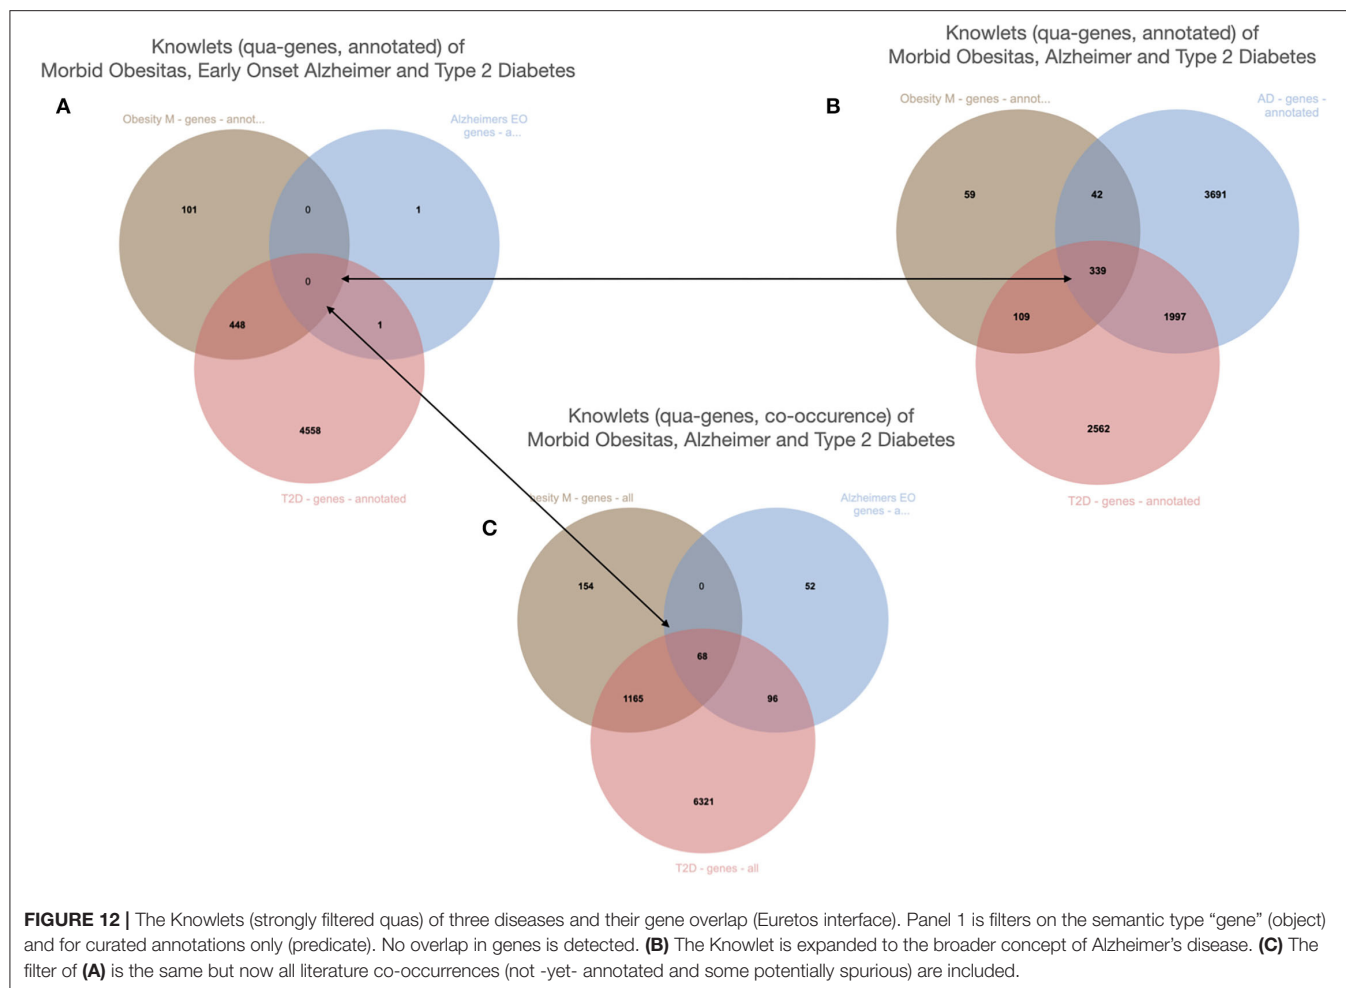 Knowlets (qua-genes, annotated) of
Morbid Obesitas, Early Onset Alzheimer and Type 2 Diabetes
A
Obesity M - genes - annot...
Alzheimers EO
genes - a...
101
0
1
0
448
1
4558
T2D - genes - annotated
Knowlets (qua-genes, annotated) of
Morbid Obesitas, Alzheimer and Type 2 Diabetes
B
Obesity M - genes - annot...
AD - genes -
annotated
59
42
3691
339
109
1997
2562
T2D - genes - annotated
Knowlets (qua-genes, co-occurence) of
Morbid Obesitas, Alzheimer and Type 2 Diabetes
C
besity M - genes - all
Alzheimers EO
genes - a...
154
0
52
68
1165
96
6321
T2D - genes - all
FIGURE 12 | The Knowlets (strongly filtered quas) of three diseases and their gene overlap (Euretos interface). Panel 1 is filters on the semantic type “gene” (object)
and for curated annotations only (predicate). No overlap in genes is detected. (B) The Knowlet is expanded to the broader concept of Alzheimer’s disease. (C) The
filter of (A) is the same but now all literature co-occurrences (not -yet- annotated and some potentially spurious) are included.